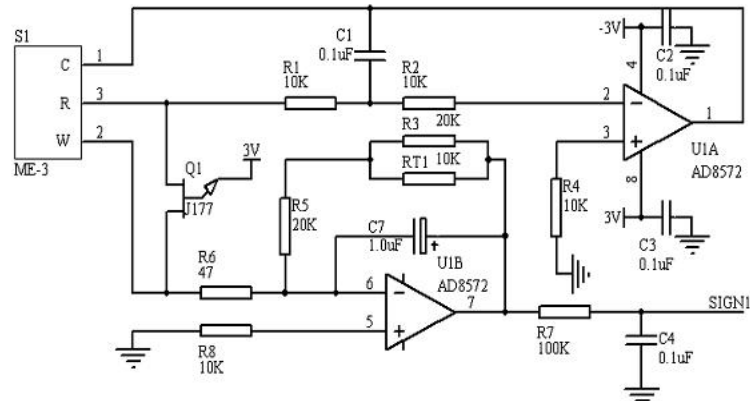 S1
1
C
3
R
2
W
ME-3
C1
0.1uF
R1
10K
R2
10K
20K
R3
10K
RT1
Q1
3V
J177
R5
20K
C7
1.0uF
+
R6
47
R8
10K
6
5
7
U1B
AD8572
R7
100K
C4
0.1uF
SIGN1
-3V
4
C2
0.1uF
2
3
1
U1A
AD8572
8
R4
10K
3V
C3
0.1uF